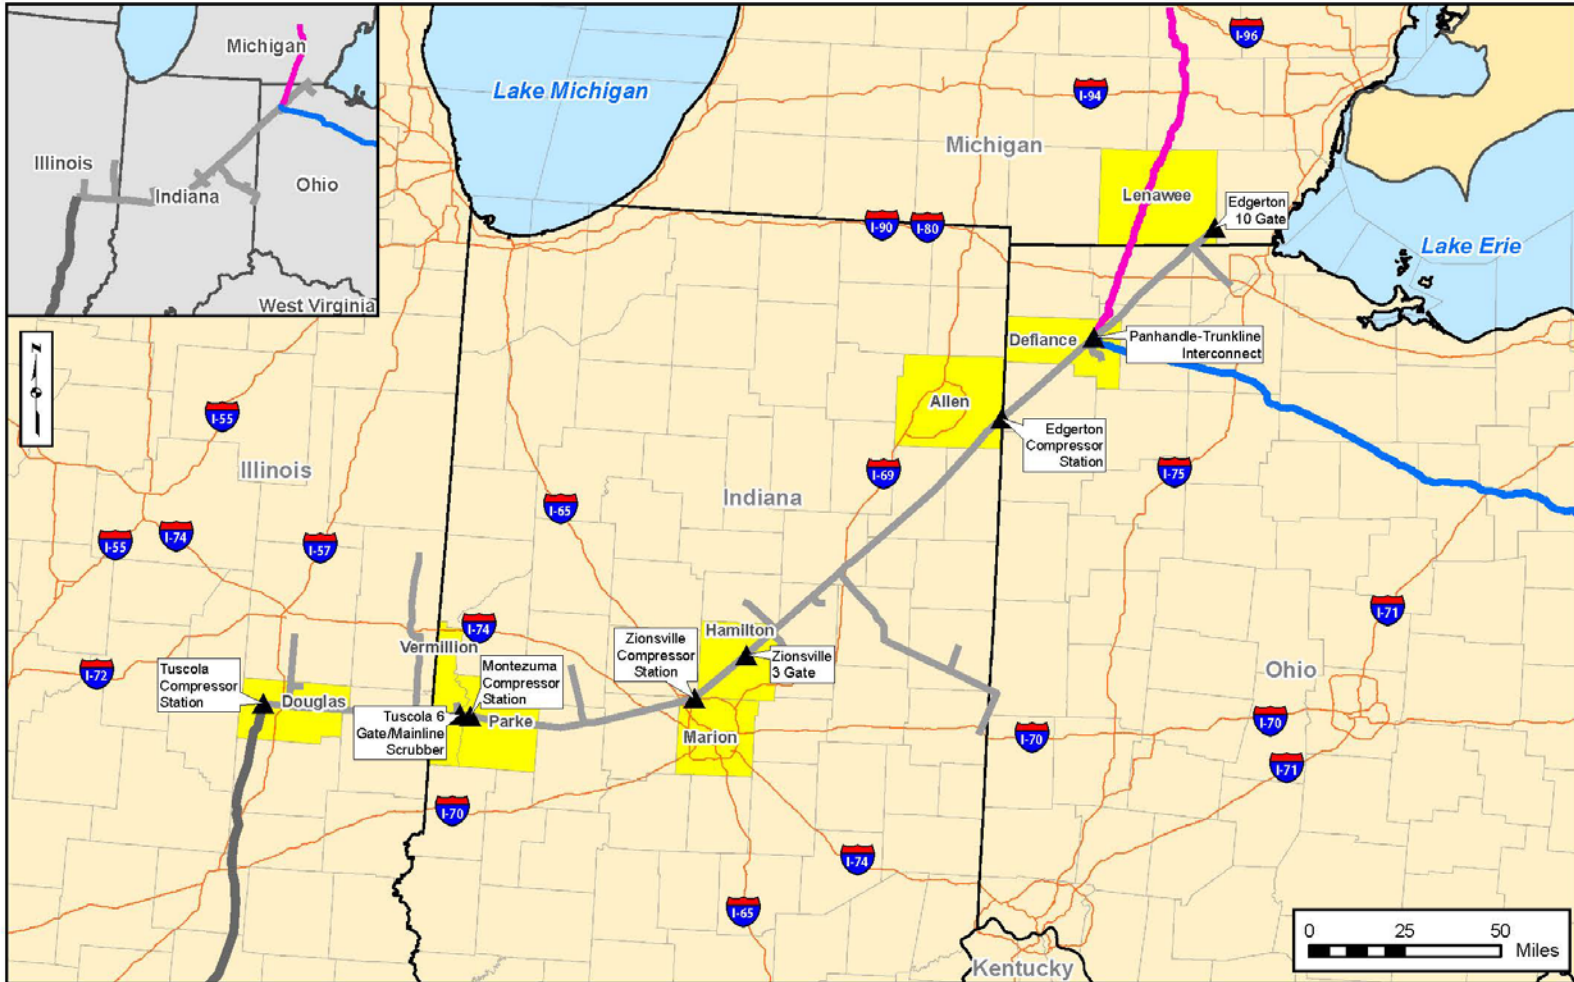 Michigan
Illinois
Indiana
Ohio
West Virginia
N
Lake Michigan
I-96
I-94
Michigan
Lenawee
Edgerton
10 Gate
I-90
I-80
Lake Erie
Defiance
Panhandle-Trunkline
Interconnect
Allen
Edgerton
Compressor
Station
I-55
Illinois
I-69
I-75
Indiana
I-65
I-55
I-74
I-57
I-71
I-74
Vermillion
Hamilton
Zionsville
Compressor
Station
Zionsville
3 Gate
I-72
Tuscola
Compressor
Station
Douglas
Montezuma
Compressor
Station
Tuscola 6
Gate/Mainline
Scrubber
Parke
Marion
Ohio
I-70
I-70
I-71
I-70
I-74
I-65
Kentucky
0 25 50
Miles